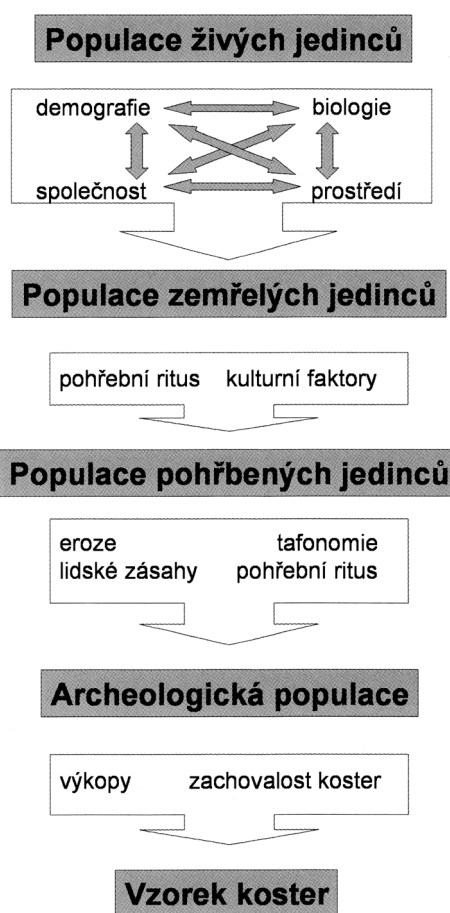 Populace živých jedinců
demografie biologie
společnost prostředí
Populace zemřelých jedinců
pohřební ritus kulturní faktory
Populace pohřbených jedinců
eroze tafonomie
lidské zásahy pohřební ritus
Archeologická populace
výkopy zachovalost koster
Vzorek koster